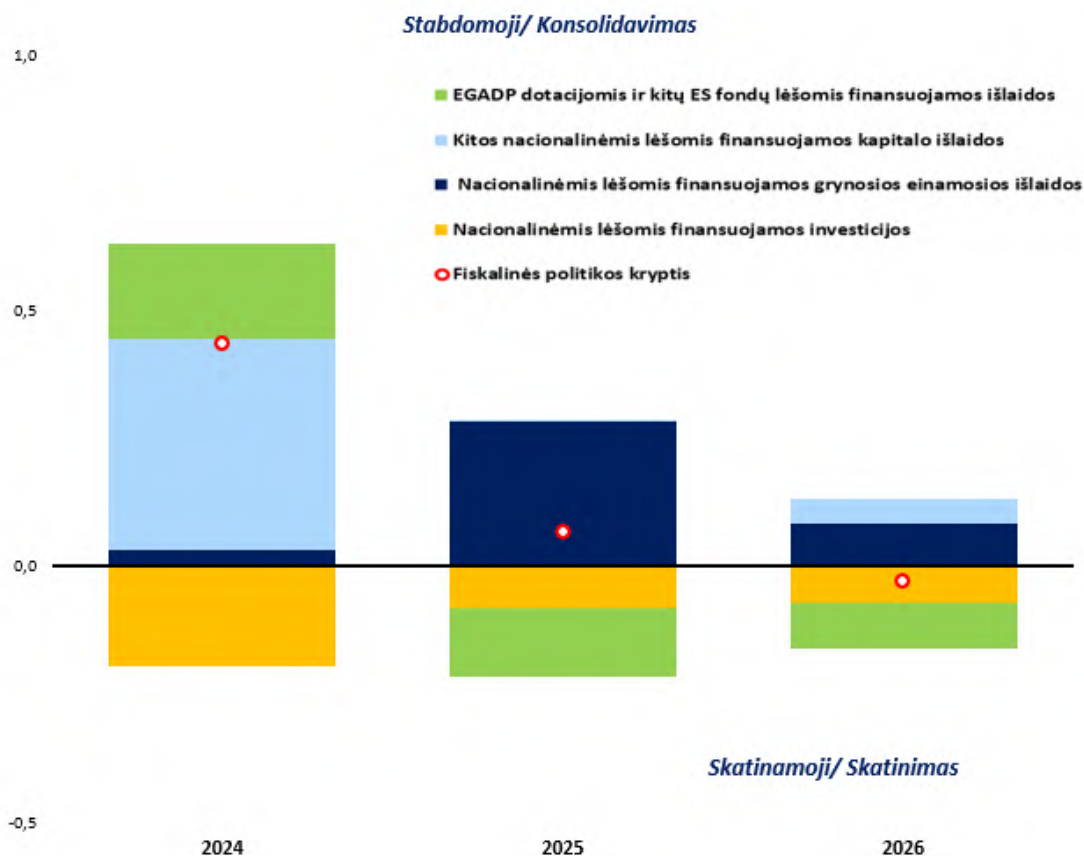 Stabdomoji/ Konsolidavimas
1,0
EGADP dotacijomis ir kitų ES fondų lėšomis finansuojamos išlaidos
Kitos nacionalinėmis lėšomis finansuojamos kapitalo išlaidos
Nacionalinėmis lėšomis finansuojamos grynosios einamosios išlaidos
Nacionalinėmis lėšomis finansuojamos investicijos
Fiskalinės politikos kryptis
0,5
0,0
Skatinamoji/ Skatinimas
-0,5
2024 2025 2026